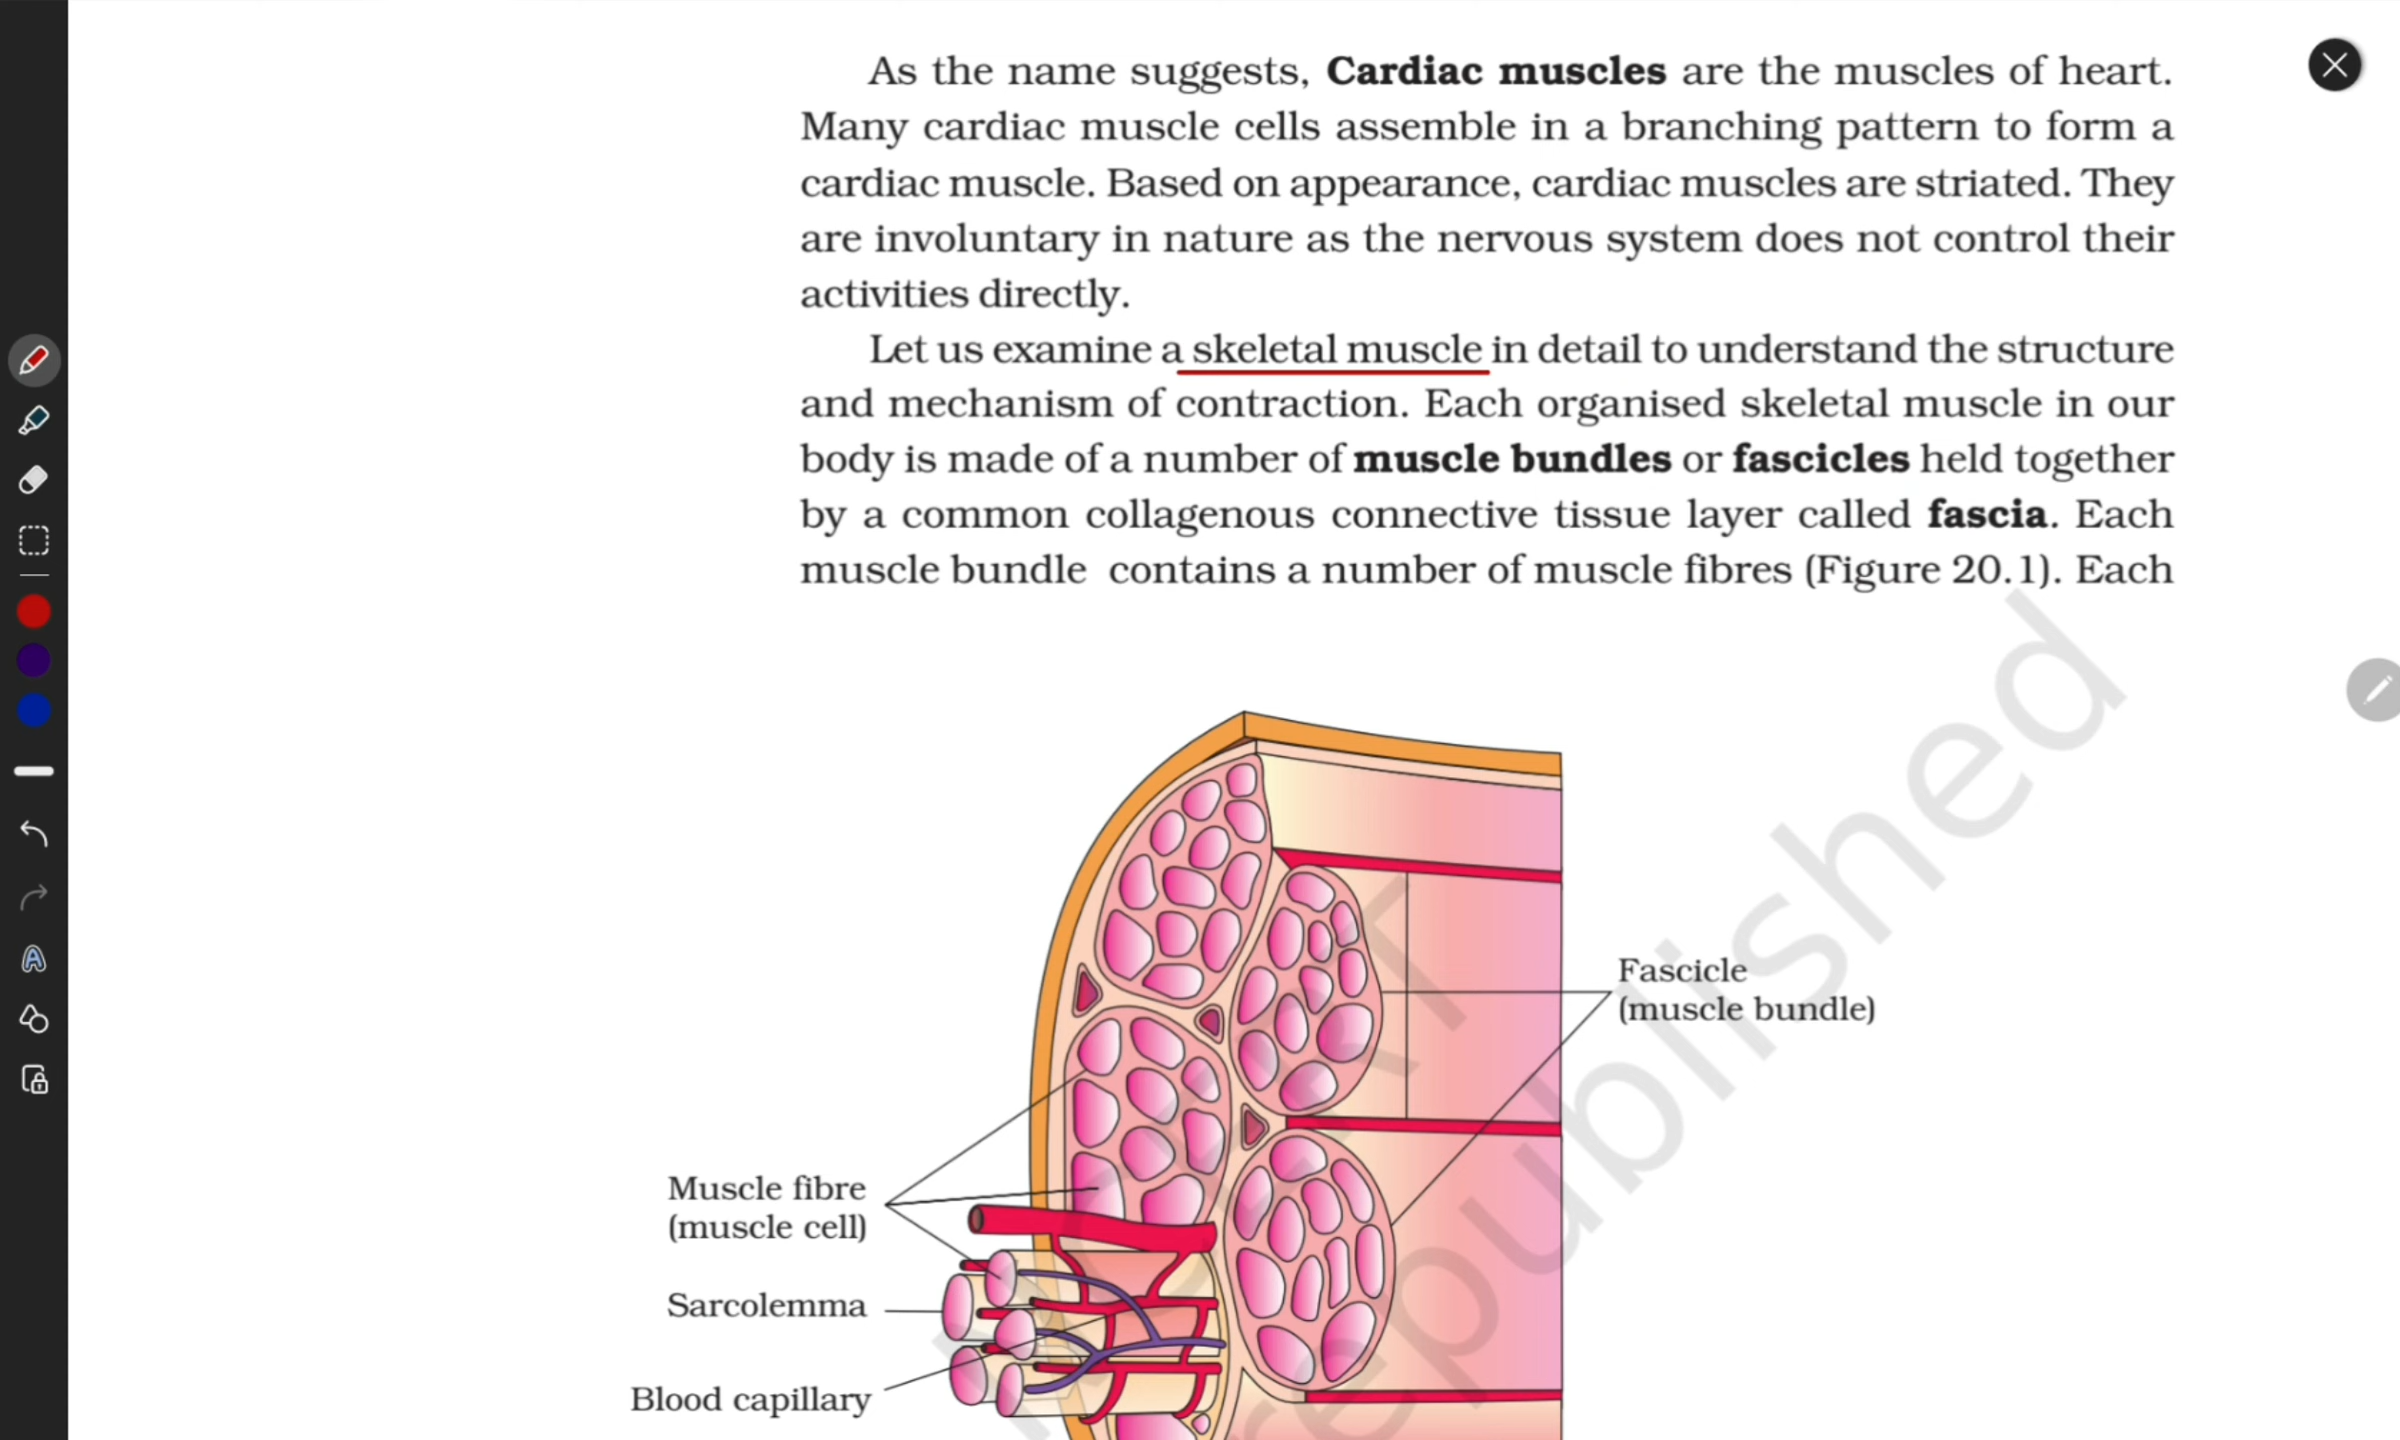 As the name suggests, Cardiac muscles are the muscles of heart.
Many cardiac muscle cells assemble in a branching pattern to form a
cardiac muscle. Based on appearance, cardiac muscles are striated. They
are involuntary in nature as the nervous system does not control their
activities directly.
Let us examine a skeletal muscle in detail to understand the structure
and mechanism of contraction. Each organised skeletal muscle in our
body is made of a number of muscle bundles or fascicles held together
by a common collagenous connective tissue layer called fascia. Each
muscle bundle contains a number of muscle fibres (Figure 20.1). Each
Fascicle
(muscle bundle)
Muscle fibre
(muscle cell)
Sarcolemma
Blood capillary
republished